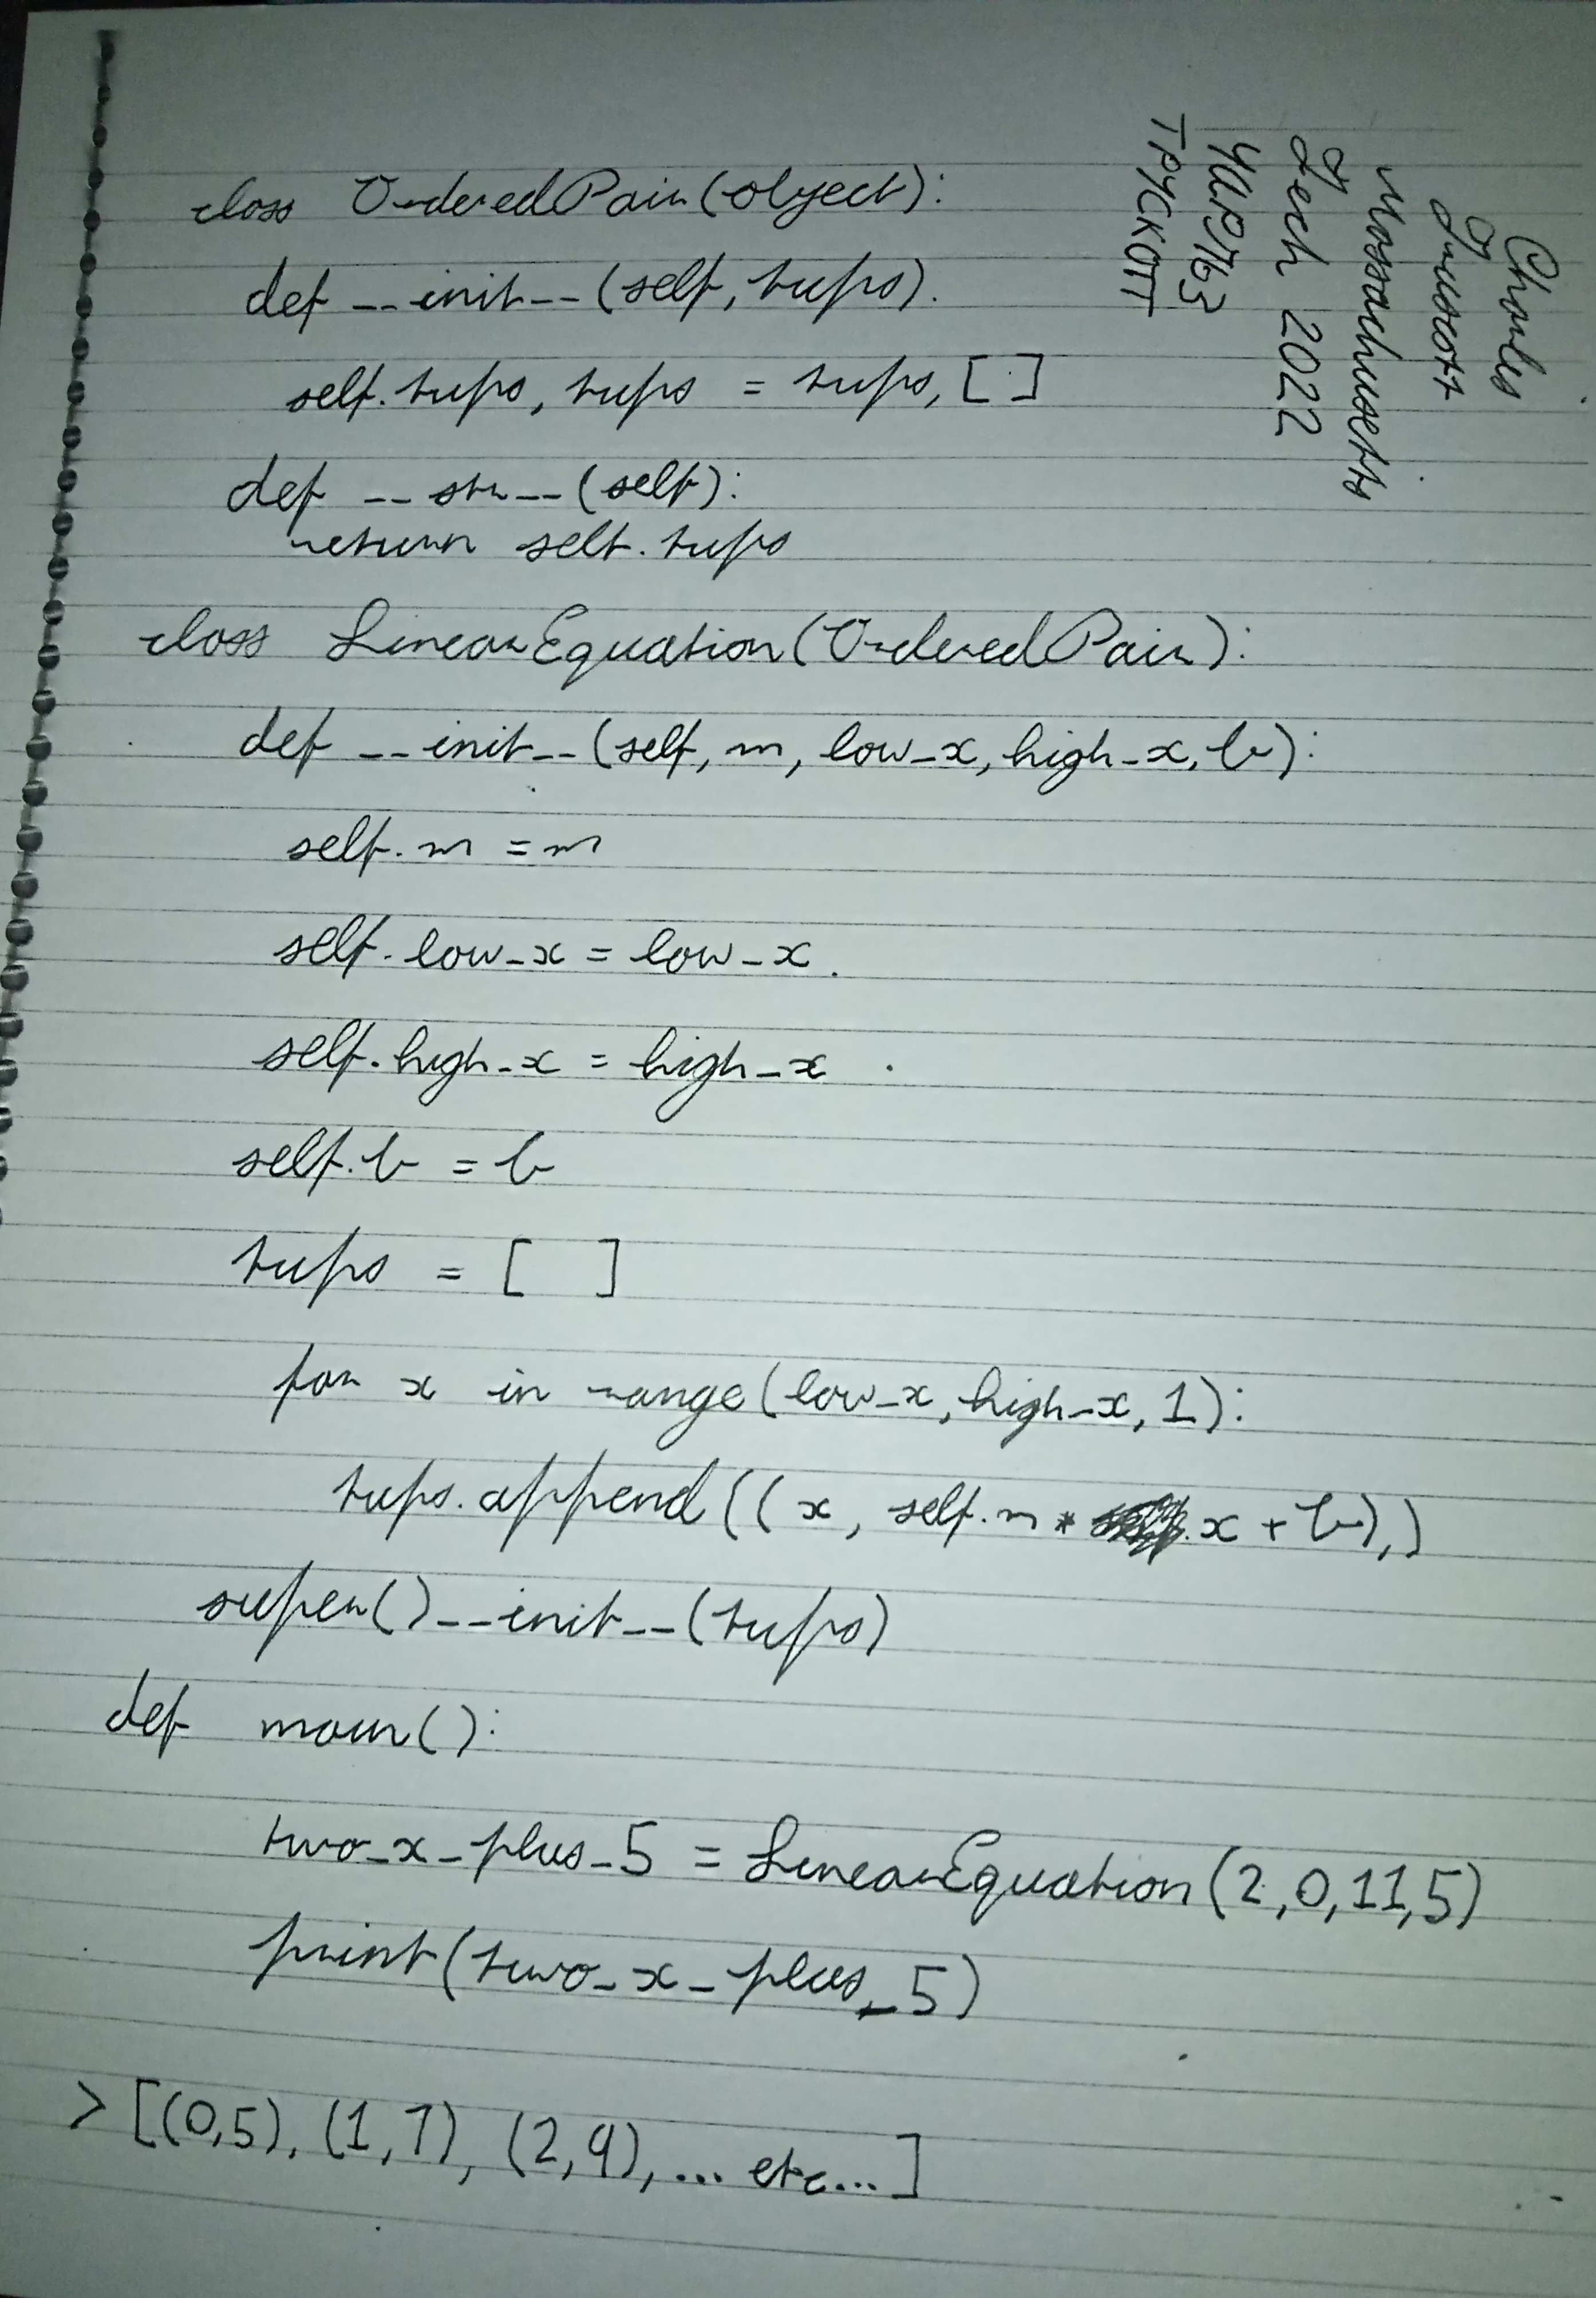 class OrderedPair(object):
def __init__(self, tups).
self.tups, tups = tups, []
def __str__(self):
return self.tups
class LinearEquation(OrderedPair):
def __init__(self, m, low_x, high_x, b):
self.m = m
self.low_x = low_x.
self.high_x = high_x
self.b = b
tups = [ ]
for x in range(low_x, high_x, 1):
tups.append((x, self.m * x + b),)
super()__init__(tups)
def main():
two_x_plus_5 = LinearEquation(2,0,11,5)
print(two_x_plus_5)
> [(0,5), (1,7), (2,9), ... etc...]
Charles
Truscott
Massachusetts
Tech 2022
ЧАРЛЬЗ
ТРУСКОТТ